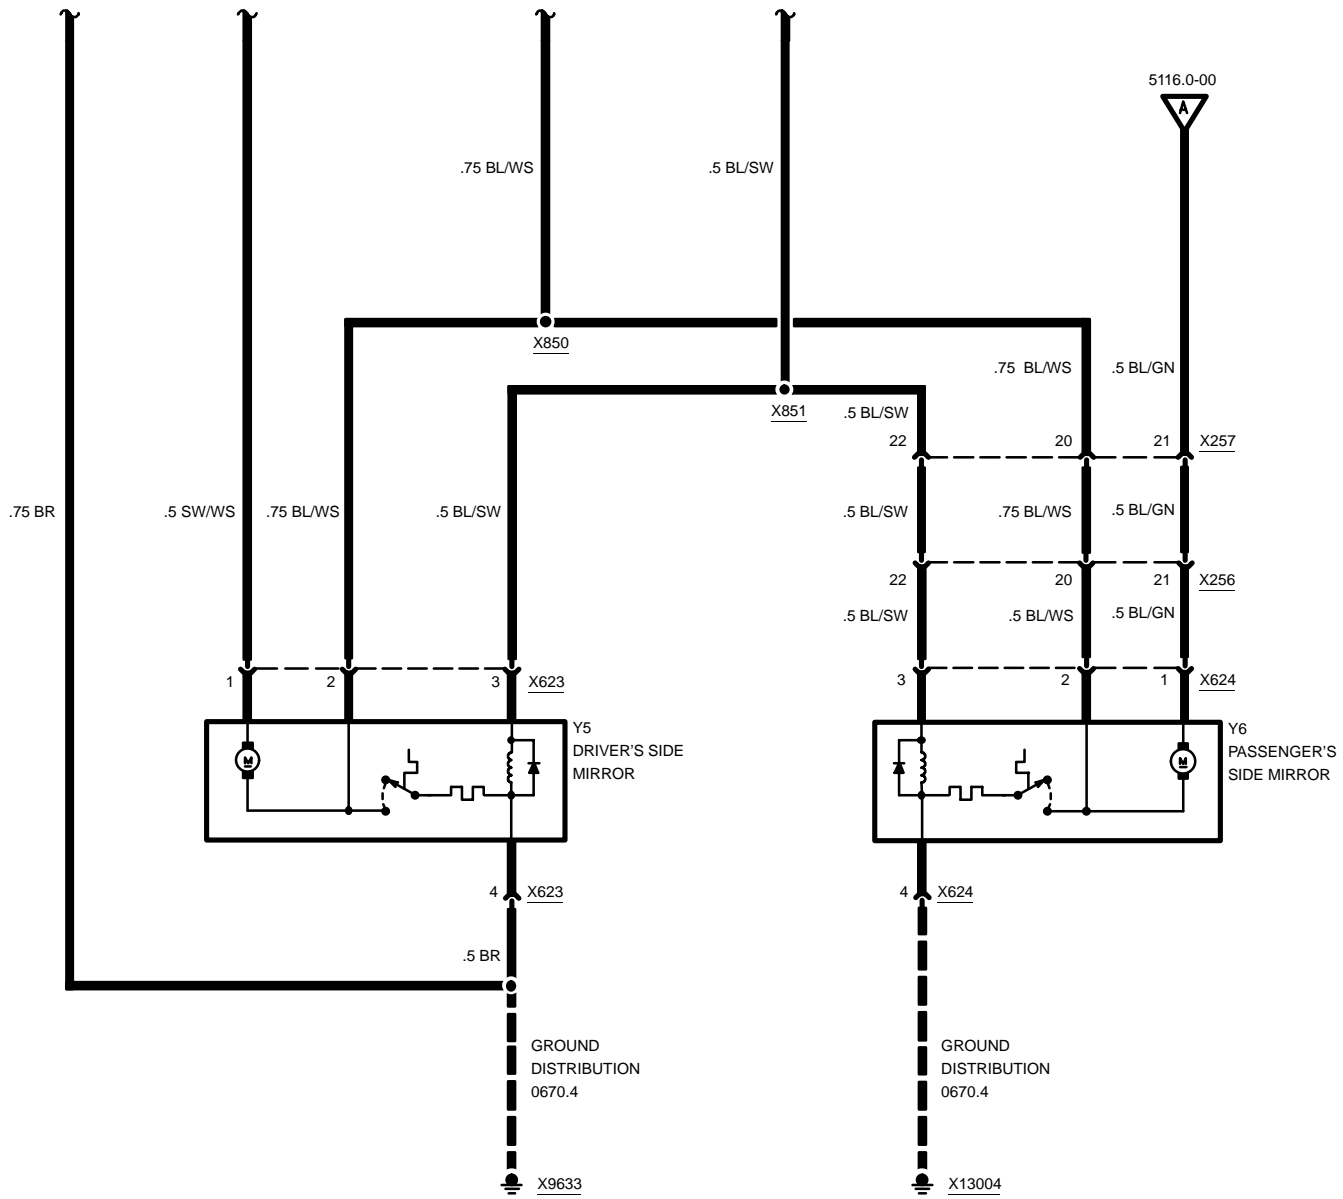 5116.0-00
A
.75 BL/WS
.5 BL/SW
X850
.75 BL/WS
.5 BL/GN
X851
.5 BL/SW
22
20
21
X257
.75 BR
.5 SW/WS
.75 BL/WS
.5 BL/SW
.5 BL/SW
.75 BL/WS
.5 BL/GN
22
20
21
X256
.5 BL/SW
.5 BL/WS
.5 BL/GN
1
2
3
X623
3
2
1
X624
Y5
DRIVER'S SIDE
MIRROR
M
Y6
PASSENGER'S
SIDE MIRROR
M
4
X623
4
X624
.5 BR
GROUND
DISTRIBUTION
0670.4
GROUND
DISTRIBUTION
0670.4
X9633
X13004